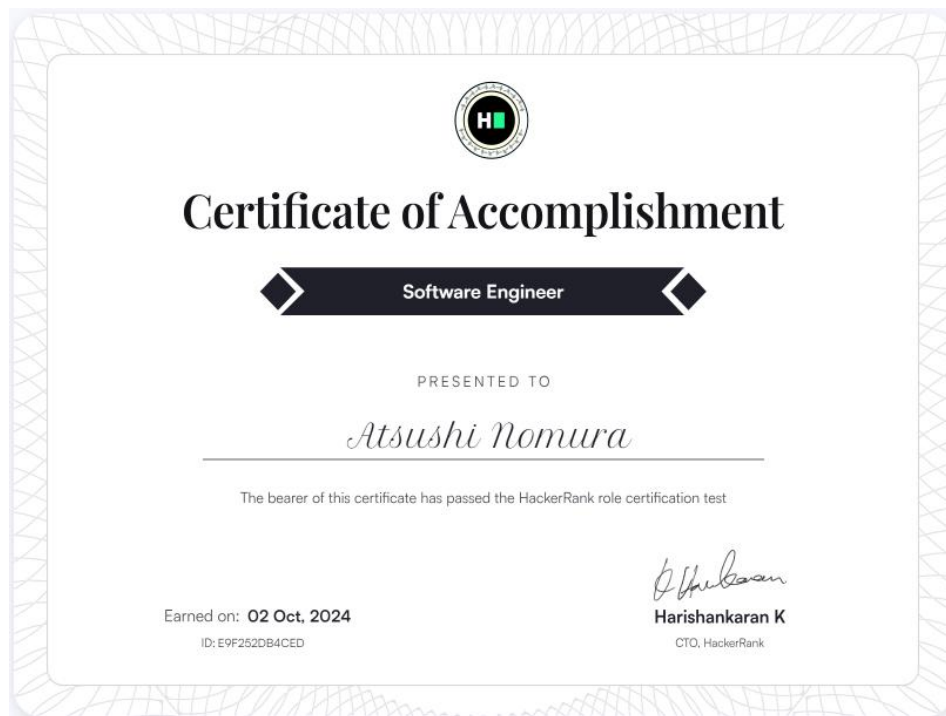 H
Certificate of Accomplishment
Software Engineer
PRESENTED TO
Atsushi Nomura
The bearer of this certificate has passed the HackerRank role certification test
Earned on: 02 Oct, 2024
ID: E9F252DB4CED
Harishankaran K
CTO, HackerRank